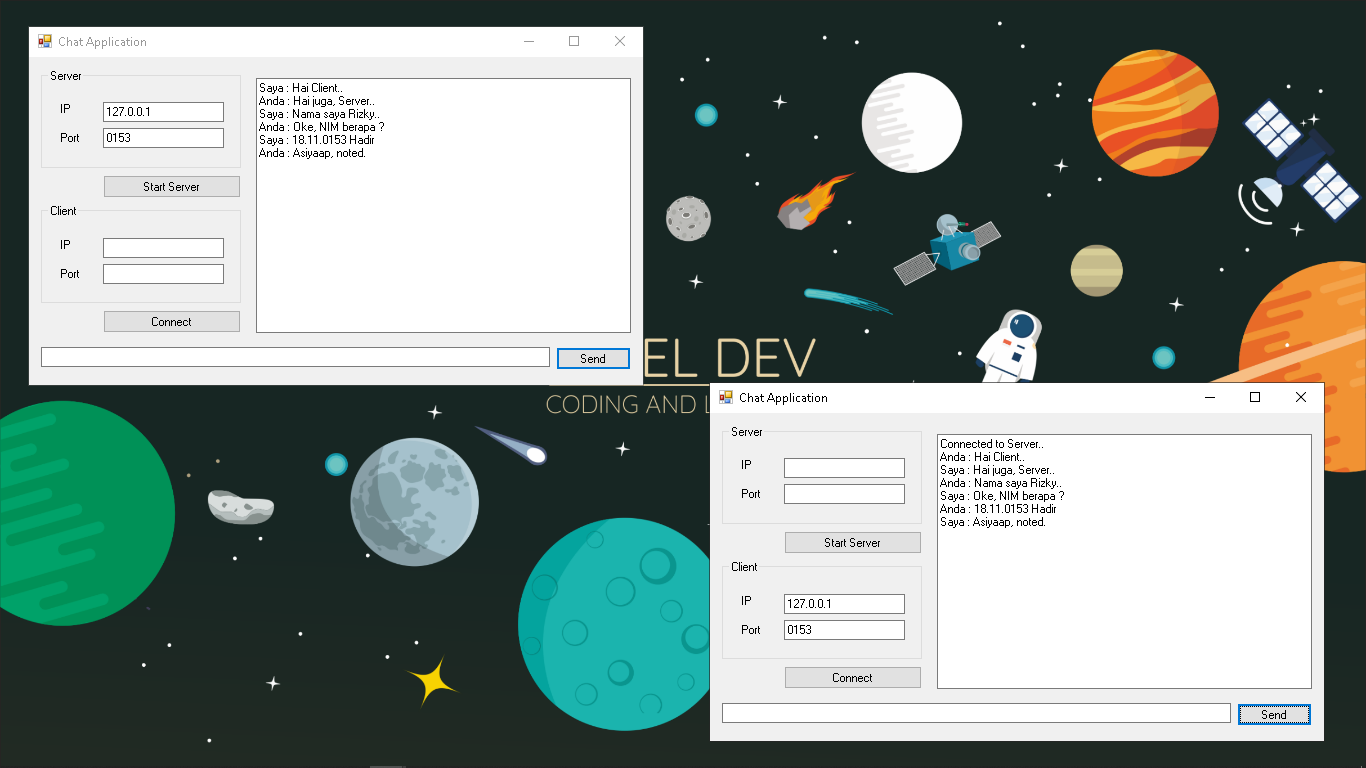 Chat Application
Server
IP 127.0.0.1
Port 0153
Start Server
Client
IP
Port
Connect
Saya : Hai Client..
Anda : Hai juga, Server..
Saya : Nama saya Rizky..
Anda : Oke, NIM berapa ?
Saya : 18.11.0153 Hadir
Anda : Asiyaap, noted.
Send
EL DEV
CODING AND L
Chat Application
Server
IP
Port
Start Server
Client
IP 127.0.0.1
Port 0153
Connect
Connected to Server..
Anda : Hai Client..
Saya : Hai juga, Server..
Anda : Nama saya Rizky..
Saya : Oke, NIM berapa ?
Anda : 18.11.0153 Hadir
Saya : Asiyaap, noted.
Send